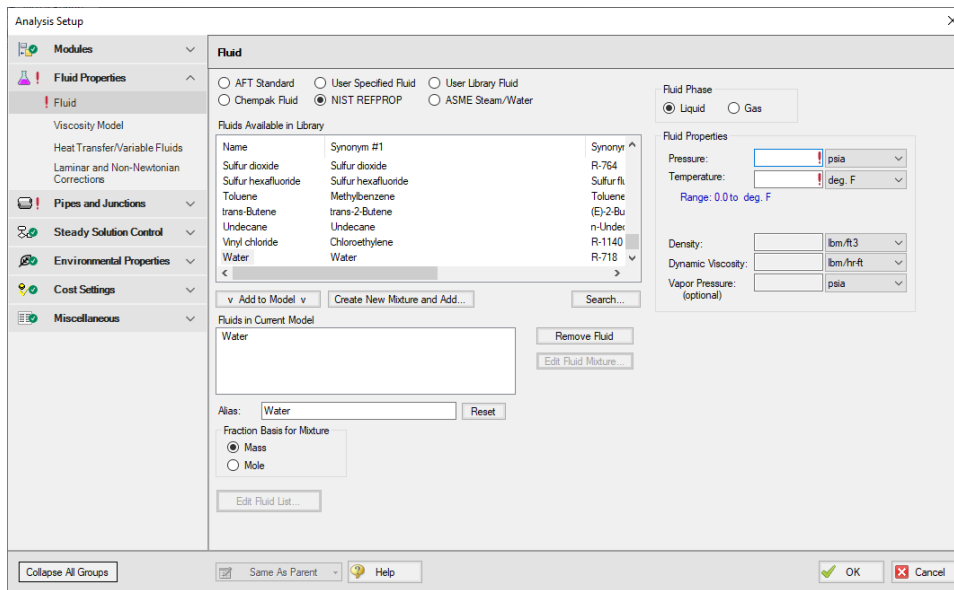 Analysis Setup
Modules
Fluid Properties
Fluid
Viscosity Model
Heat Transfer/Variable Fluids
Laminar and Non-Newtonian
Corrections
Pipes and Junctions
Steady Solution Control
Environmental Properties
Cost Settings
Miscellaneous
Fluid
AFT Standard User Specified Fluid User Library Fluid
Chempak Fluid NIST REFPROP ASME Steam/Water
Fluids Available in Library
Name Synonym #1 Synonyr
Sulfur dioxide Sulfur dioxide R-764
Sulfur hexafluoride Sulfur hexafluoride Sulfur flu
Toluene Methylbenzene Toluene
trans-Butene trans-2-Butene (E)-2-Bu
Undecane Undecane n-Undec
Vinyl chloride Chloroethylene R-1140
Water Water R-718
v Add to Model v Create New Mixture and Add... Search...
Fluids in Current Model
Water
Remove Fluid
Edit Fluid Mixture...
Alias: Water Reset
Fraction Basis for Mixture
Mass
Mole
Edit Fluid List...
Fluid Phase
Liquid Gas
Fluid Properties
Pressure: ! psia
Temperature: ! deg. F
Range: 0.0 to deg. F
Density: lbm/ft3
Dynamic Viscosity: lbm/hr-ft
Vapor Pressure: psia
(optional)
Collapse All Groups Same As Parent Help OK Cancel